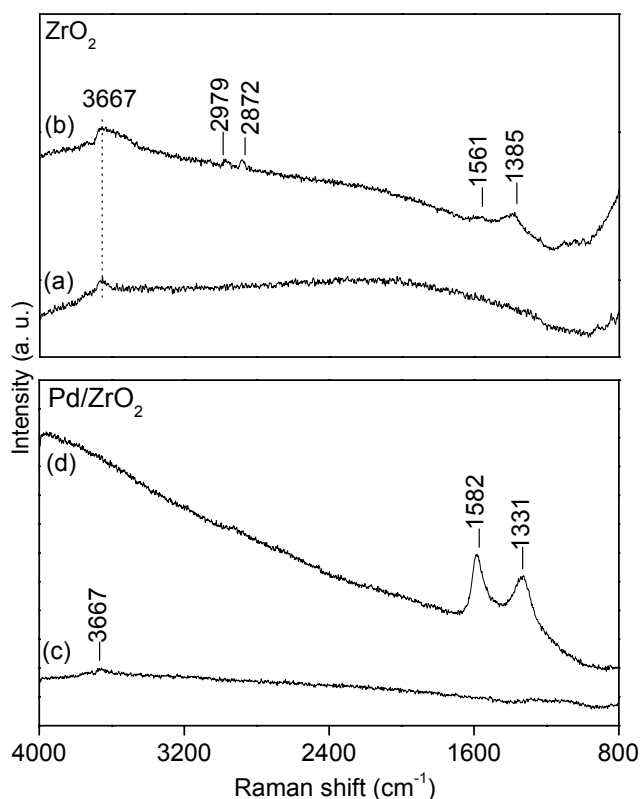 ZrO₂
3667
2979
2872
(b)
1561
1385
(a)
Intensity (a. u.)
Pd/ZrO₂
(d)
1582
1331
3667
(c)
4000 3200 2400 1600 800
Raman shift (cm⁻¹)